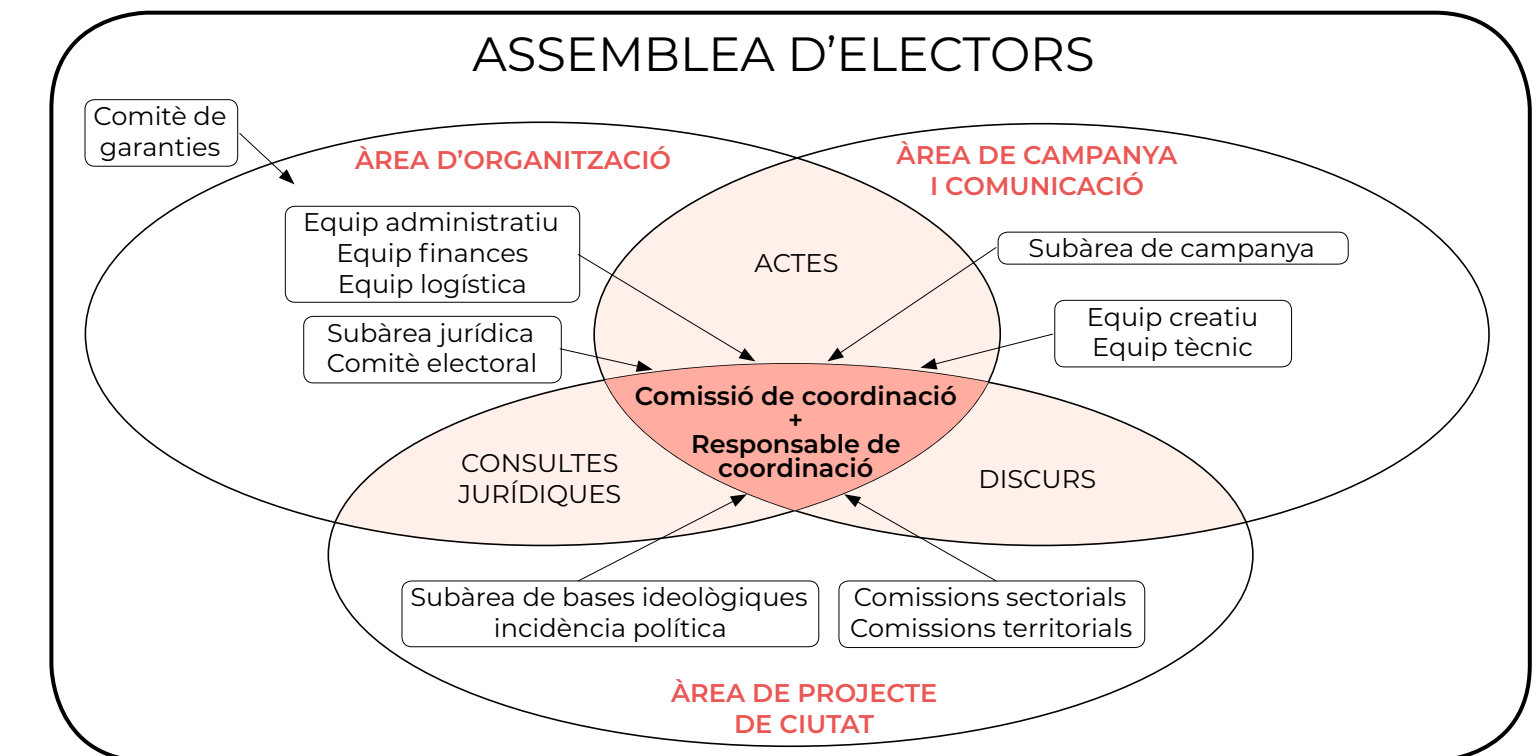 ASSEMBLEA D’ELECTORS
Comitè de
garanties
ÀREA D’ORGANITZACIÓ
ÀREA DE CAMPANYA
I COMUNICACIÓ
Equip administratiu
Equip finances
Equip logística
ACTES
Subàrea de campanya
Subàrea jurídica
Comitè electoral
Equip creatiu
Equip tècnic
Comissió de coordinació
+
Responsable de
coordinació
CONSULTES
JURÍDIQUES
DISCURS
Subàrea de bases ideològiques
incidència política
Comissions sectorials
Comissions territorials
ÀREA DE PROJECTE
DE CIUTAT